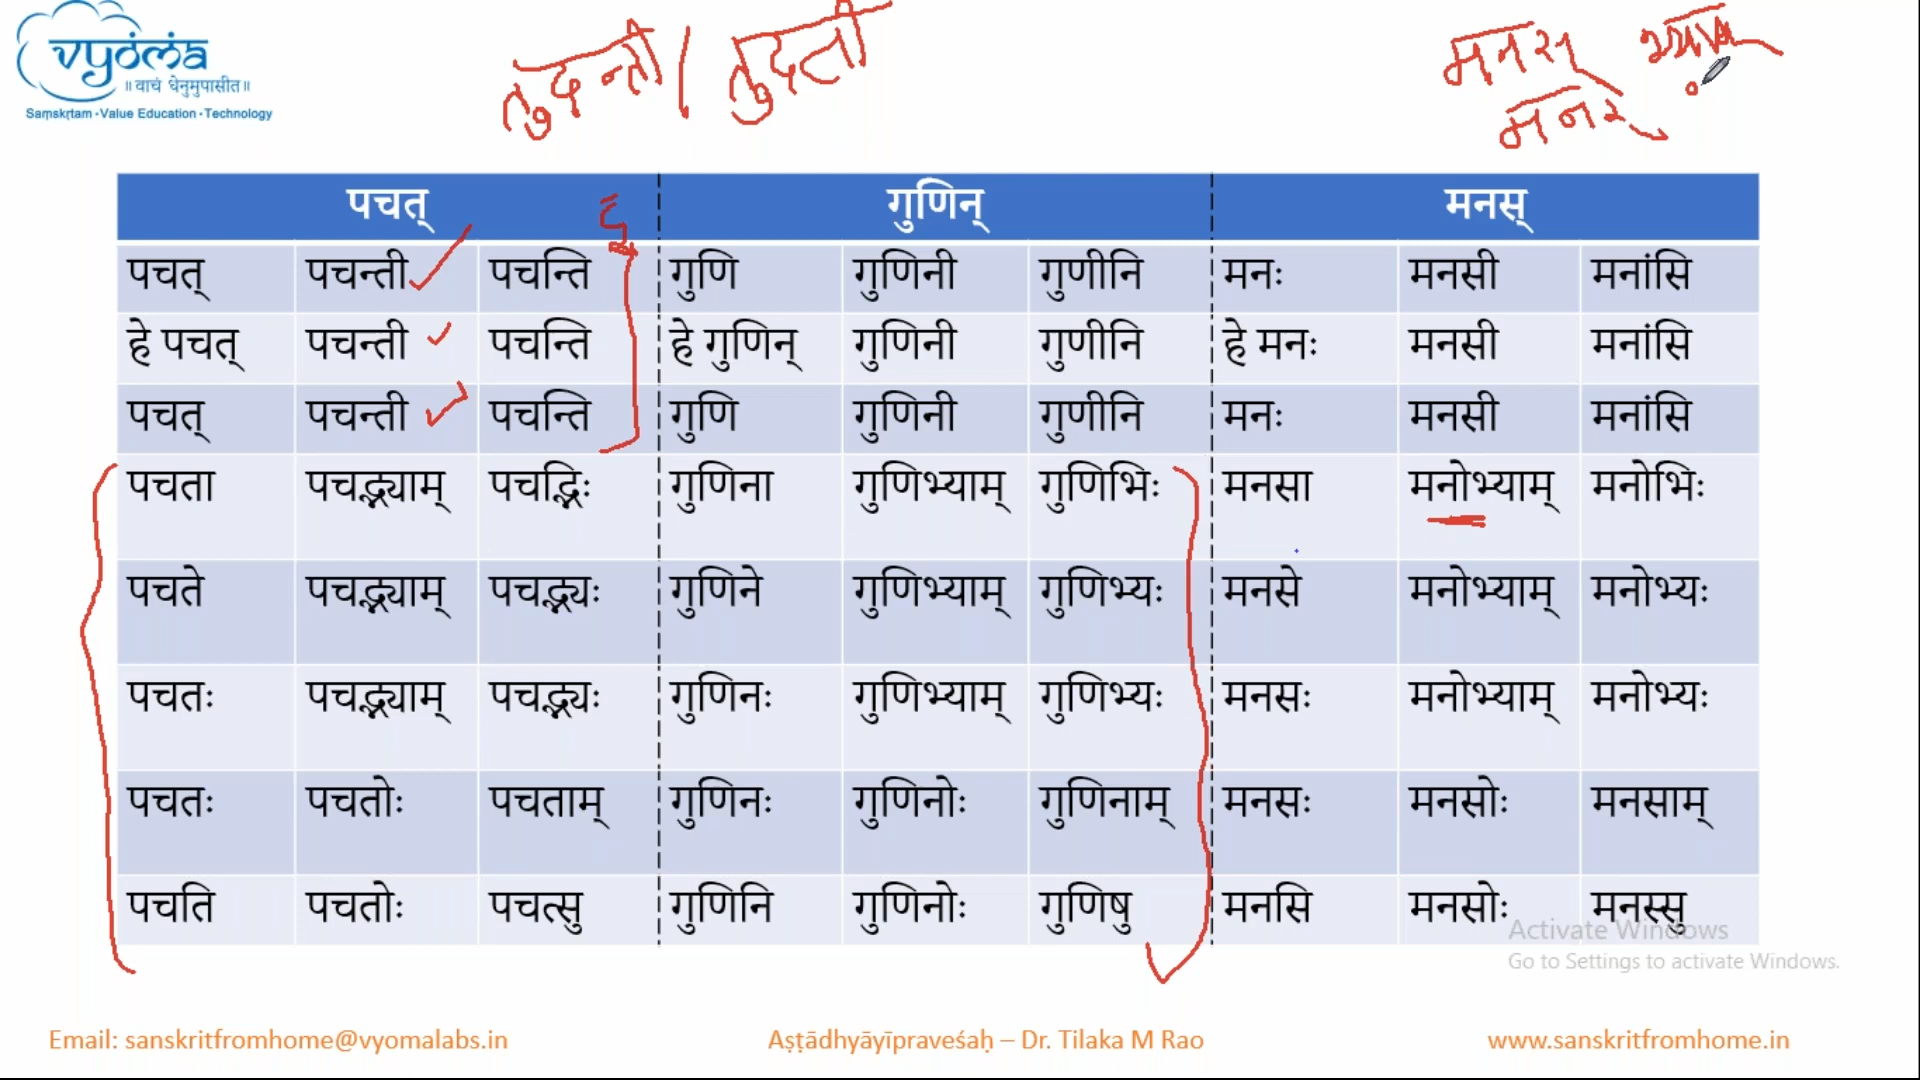 vyoma
॥ वाचं धेनुमुपासीत॥
Saṃskṛtam • Value Education • Technology
तुदन्ती / तुदती
मनस् भ्याम्
मनर्
पचत् गुणिन् मनस्
पचत् पचन्ती पचन्ति गुणि गुणिनी गुणीनि मनः मनसी मनांसि
हे पचत् पचन्ती पचन्ति हे गुणिन् गुणिनी गुणीनि हे मनः मनसी मनांसि
पचत् पचन्ती पचन्ति गुणि गुणिनी गुणीनि मनः मनसी मनांसि
पचता पचद्भ्याम् पचद्भिः गुणिना गुणिभ्याम् गुणिभिः मनसा मनोभ्याम् मनोभिः
पचते पचद्भ्याम् पचद्भ्यः गुणिने गुणिभ्याम् गुणिभ्यः मनसे मनोभ्याम् मनोभ्यः
पचतः पचद्भ्याम् पचद्भ्यः गुणिनः गुणिभ्याम् गुणिभ्यः मनसः मनोभ्याम् मनोभ्यः
पचतः पचतोः पचताम् गुणिनः गुणिनोः गुणिनाम् मनसः मनसोः मनसाम्
पचति पचतोः पचत्सु गुणिनि गुणिनोः गुणिषु मनसि मनसोः मनस्सु
Activate Windows
Go to Settings to activate Windows.
Email: sanskritfromhome@vyomalabs.in Aṣṭādhyāyīpraveśaḥ – Dr. Tilaka M Rao www.sanskritfromhome.in